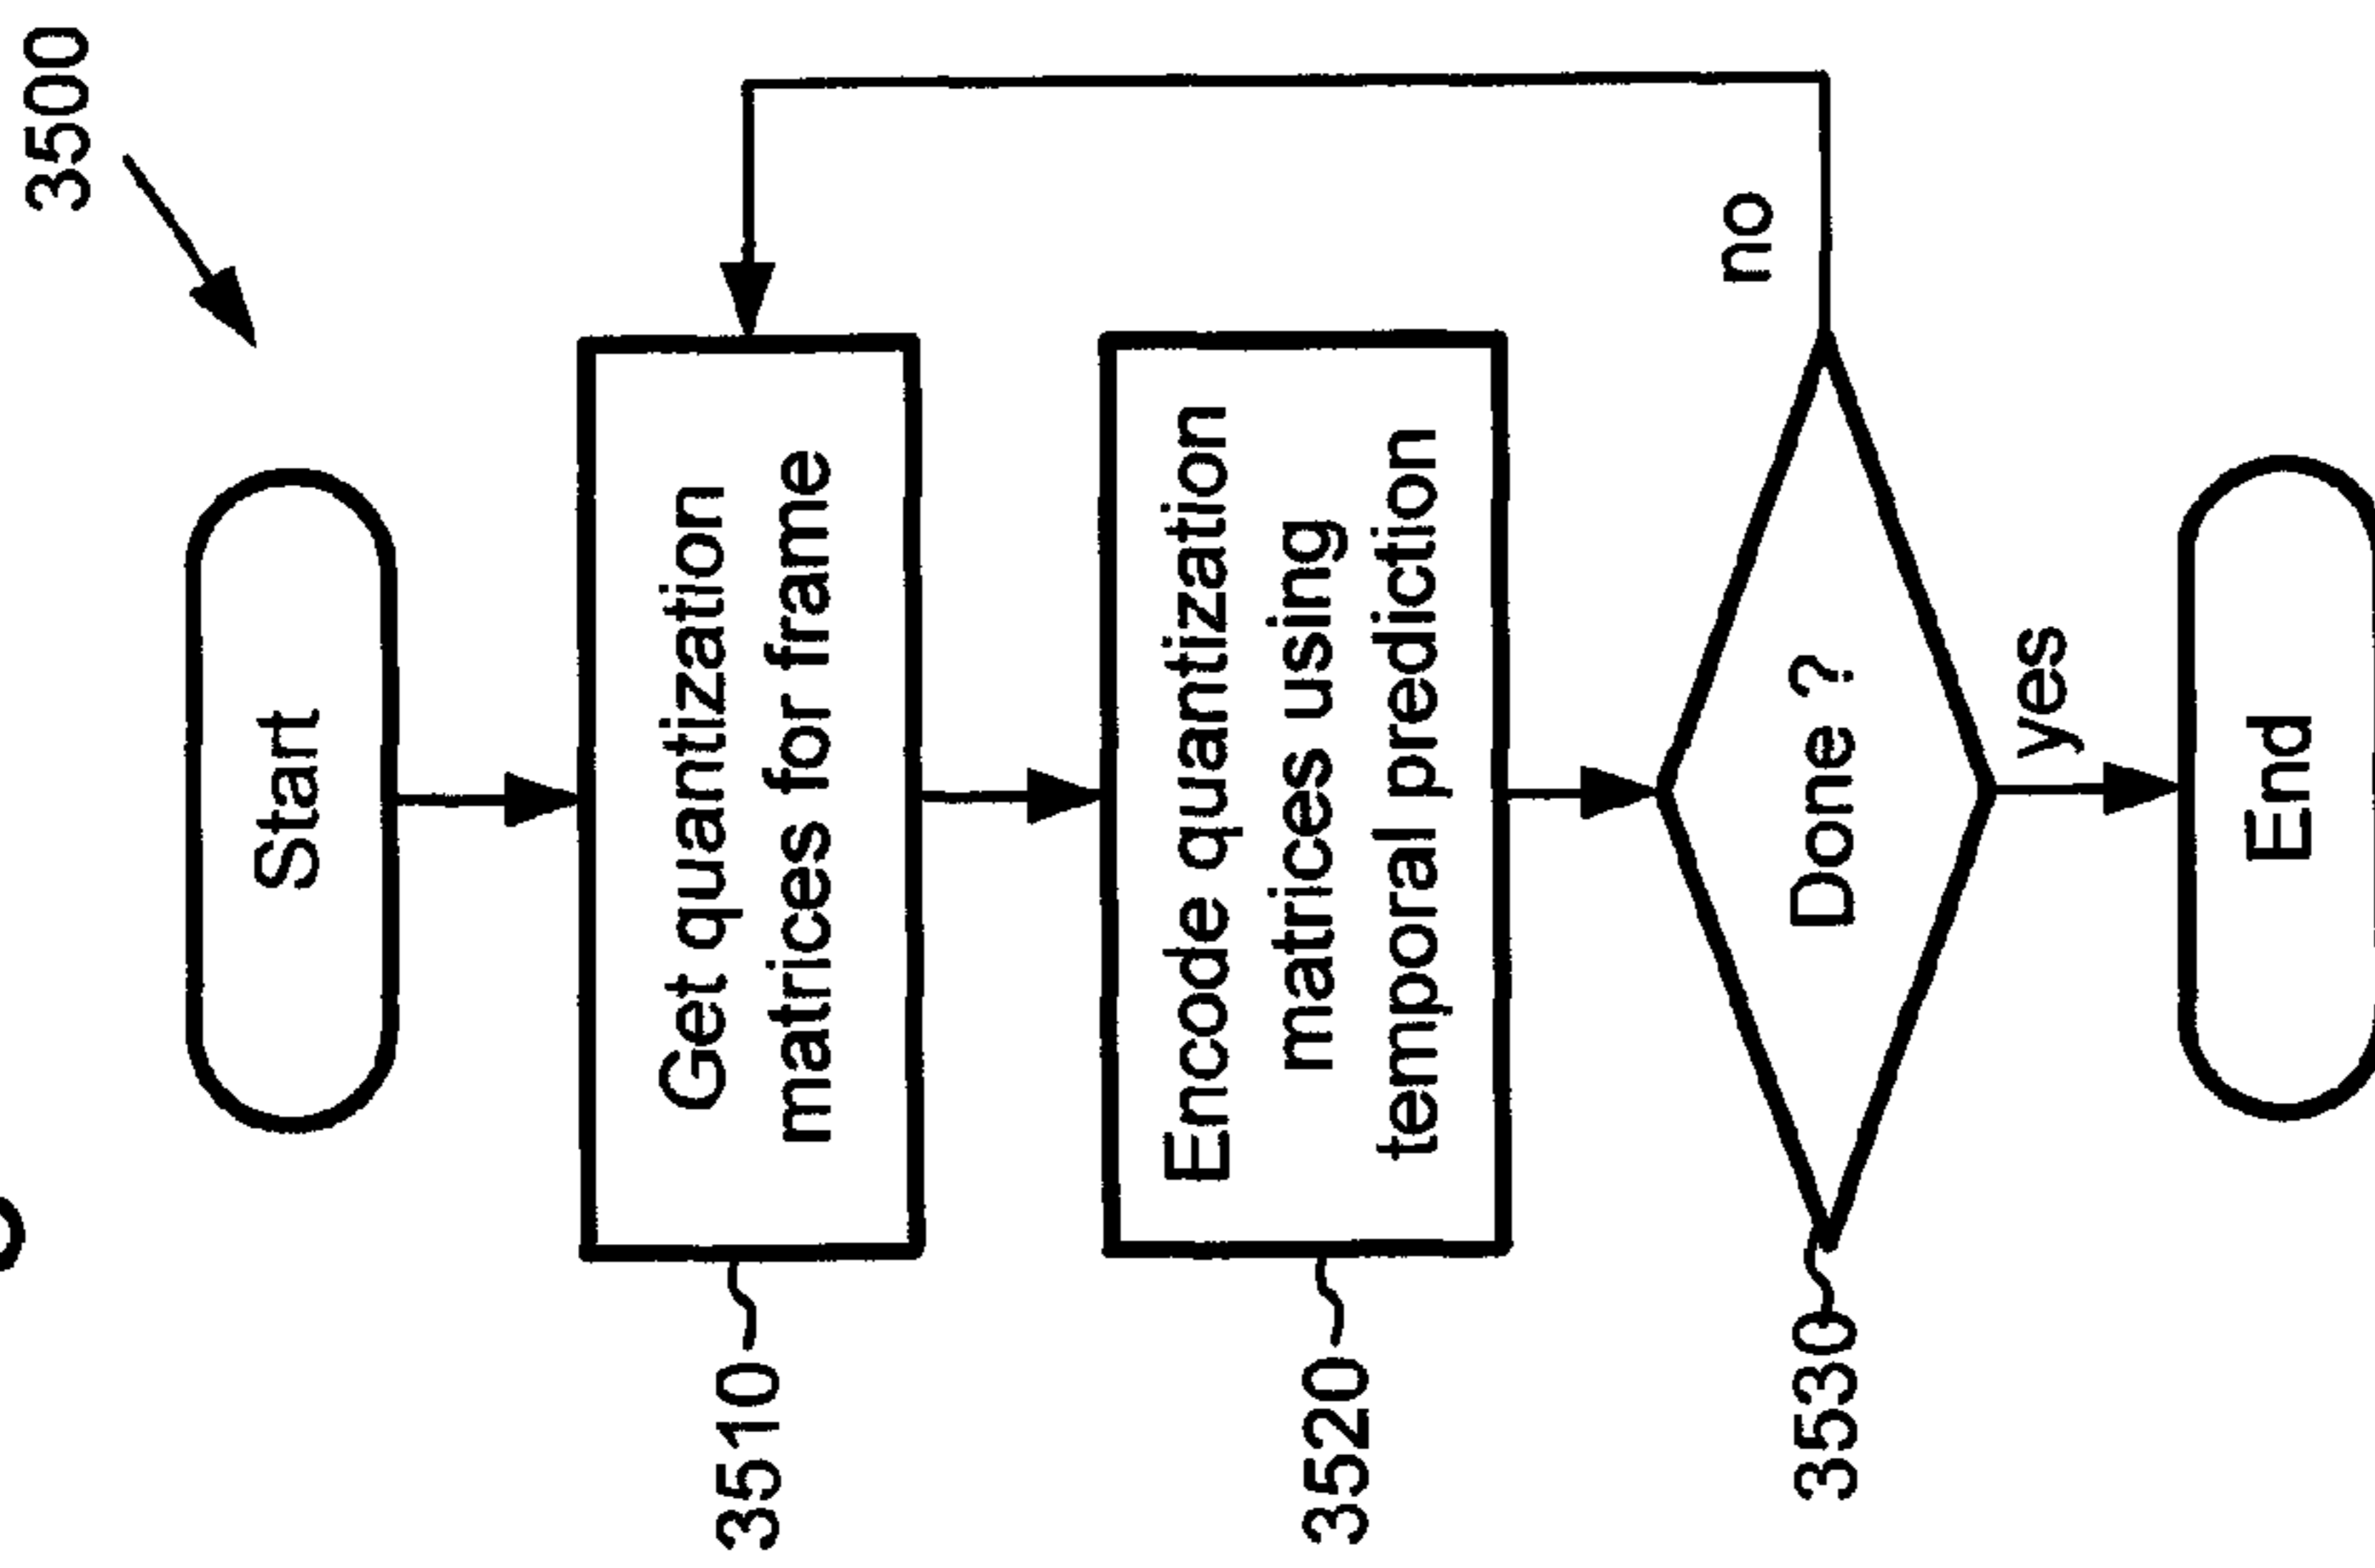 3500
Start
3510
Get quantization
matrices for frame
3520
Encode quantization
matrices using
temporal prediction
3530
Done ?
no
yes
End